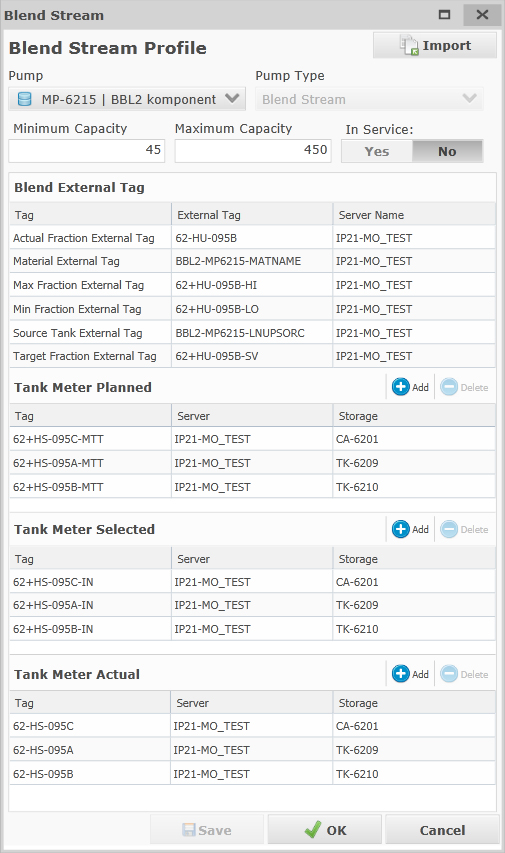 Blend Stream
Blend Stream Profile
Import
Pump
Pump Type
MP-6215 | BBL2 komponent
Blend Stream
Minimum Capacity
Maximum Capacity
In Service:
45
450
Yes
No
Blend External Tag
Tag External Tag Server Name
Actual Fraction External Tag 62-HU-095B IP21-MO_TEST
Material External Tag BBL2-MP6215-MATNAME IP21-MO_TEST
Max Fraction External Tag 62+HU-095B-HI IP21-MO_TEST
Min Fraction External Tag 62+HU-095B-LO IP21-MO_TEST
Source Tank External Tag BBL2-MP6215-LNUPSORC IP21-MO_TEST
Target Fraction External Tag 62+HU-095B-SV IP21-MO_TEST
Tank Meter Planned Add Delete
Tag Server Storage
62+HS-095C-MTT IP21-MO_TEST CA-6201
62+HS-095A-MTT IP21-MO_TEST TK-6209
62+HS-095B-MTT IP21-MO_TEST TK-6210
Tank Meter Selected Add Delete
Tag Server Storage
62+HS-095C-IN IP21-MO_TEST CA-6201
62+HS-095A-IN IP21-MO_TEST TK-6209
62+HS-095B-IN IP21-MO_TEST TK-6210
Tank Meter Actual Add Delete
Tag Server Storage
62-HS-095C IP21-MO_TEST CA-6201
62-HS-095A IP21-MO_TEST TK-6209
62-HS-095B IP21-MO_TEST TK-6210
Save OK Cancel